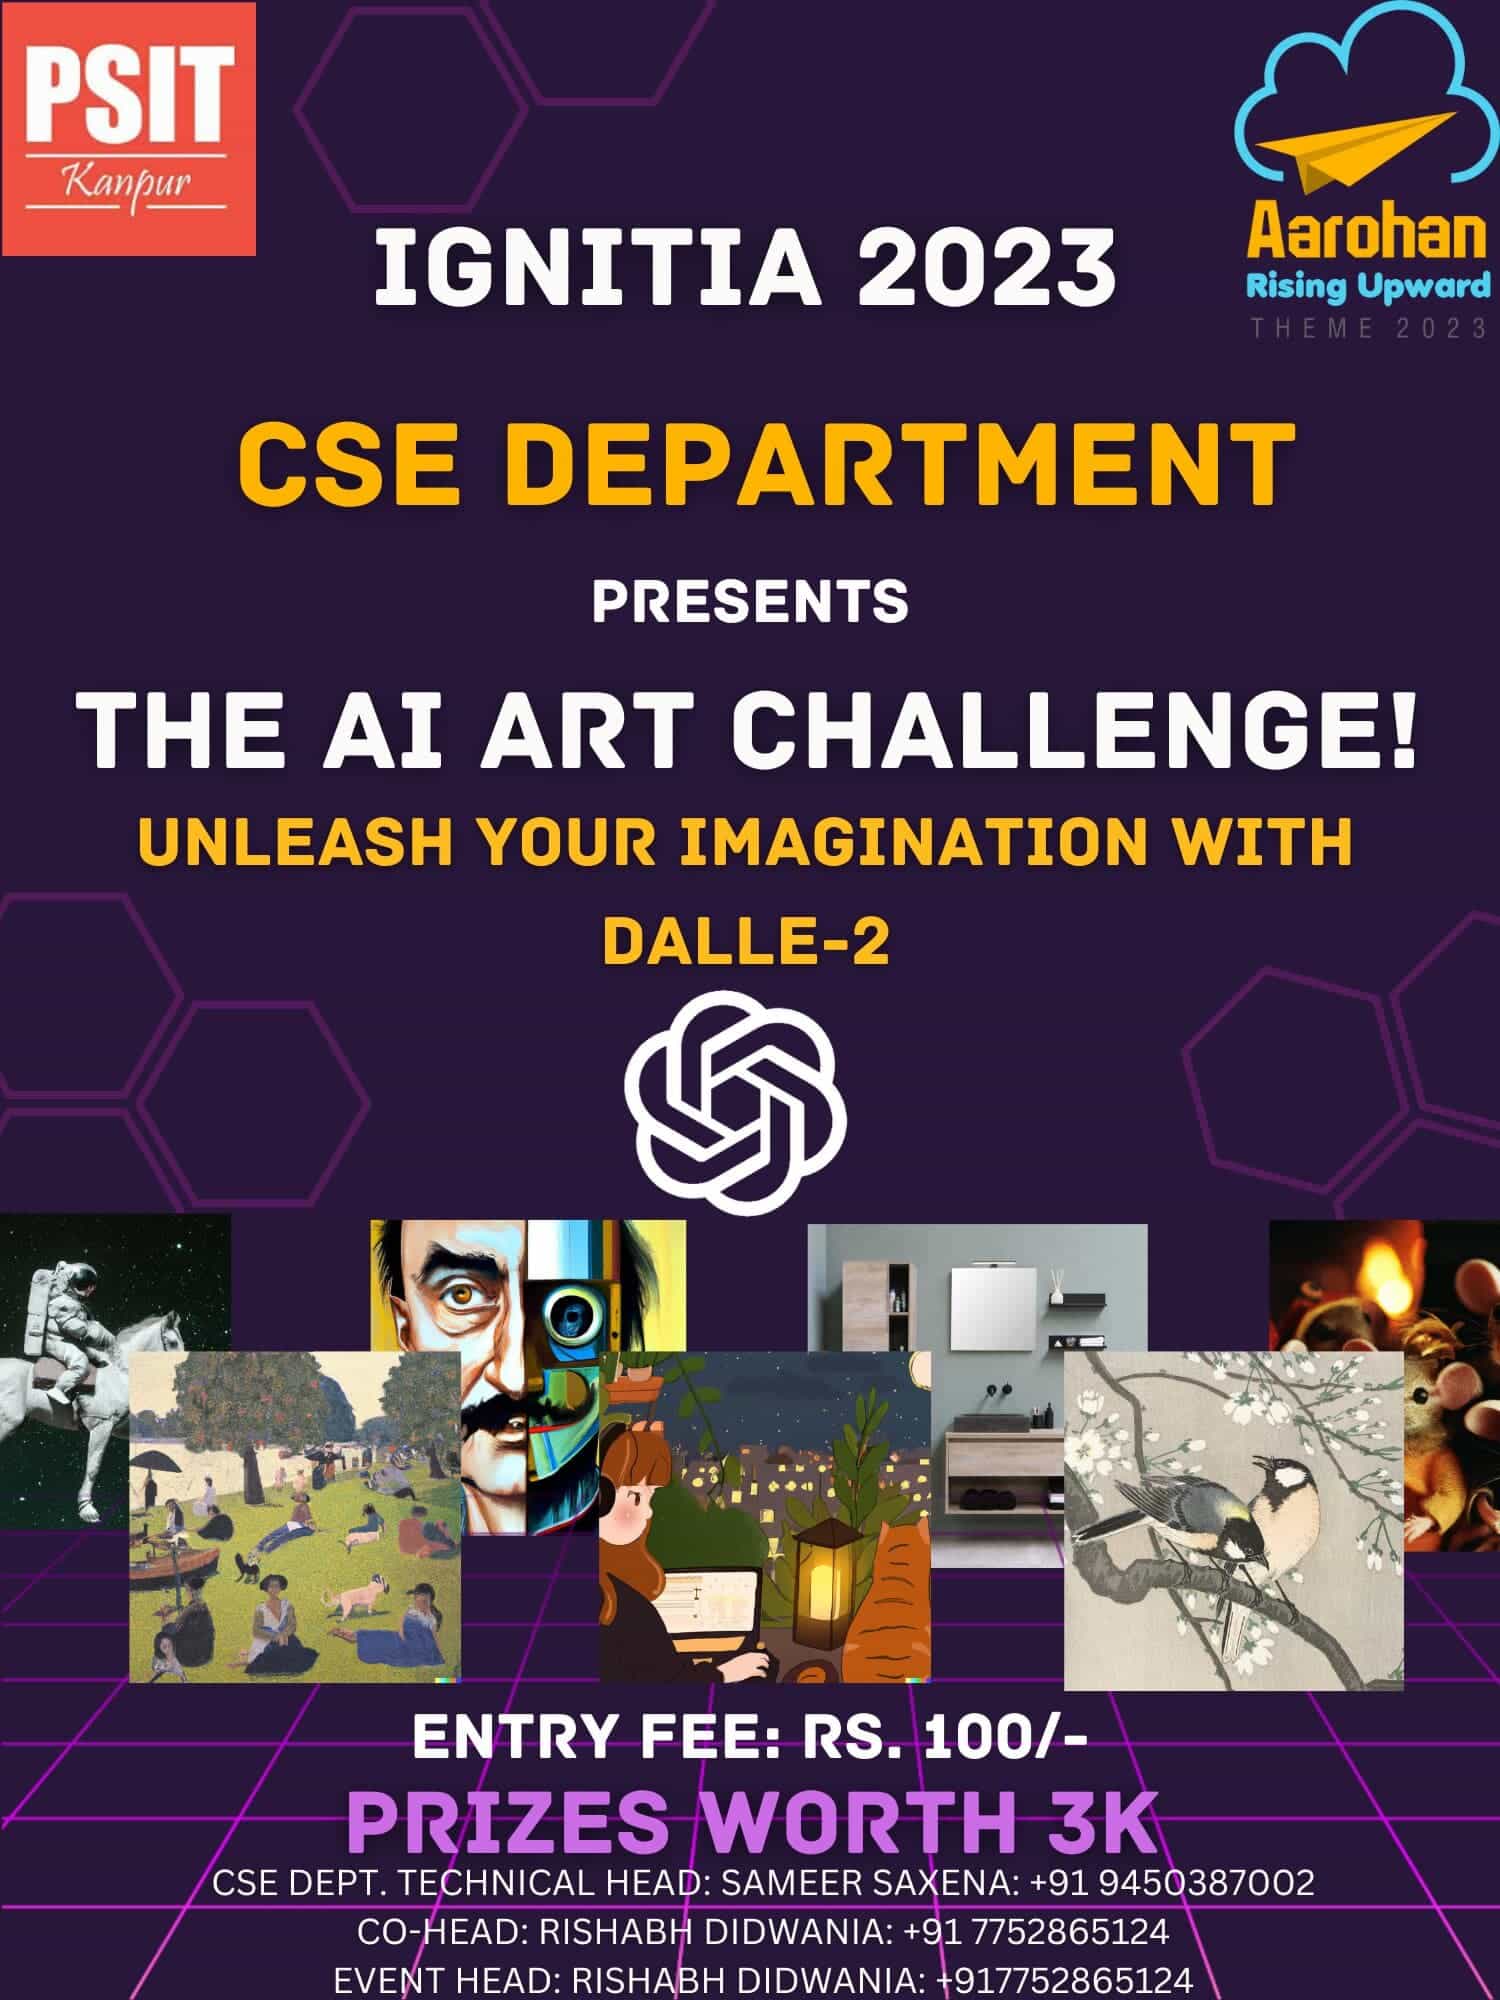 PSIT
Kanpur
Aarohan
Rising Upward
THEME 2023
IGNITIA 2023
CSE DEPARTMENT
PRESENTS
THE AI ART CHALLENGE!
UNLEASH YOUR IMAGINATION WITH
DALLE-2
ENTRY FEE: RS. 100/-
PRIZES WORTH 3K
CSE DEPT. TECHNICAL HEAD: SAMEER SAXENA: +91 9450387002
CO-HEAD: RISHABH DIDWANIA: +91 7752865124
EVENT HEAD: RISHABH DIDWANIA: +917752865124